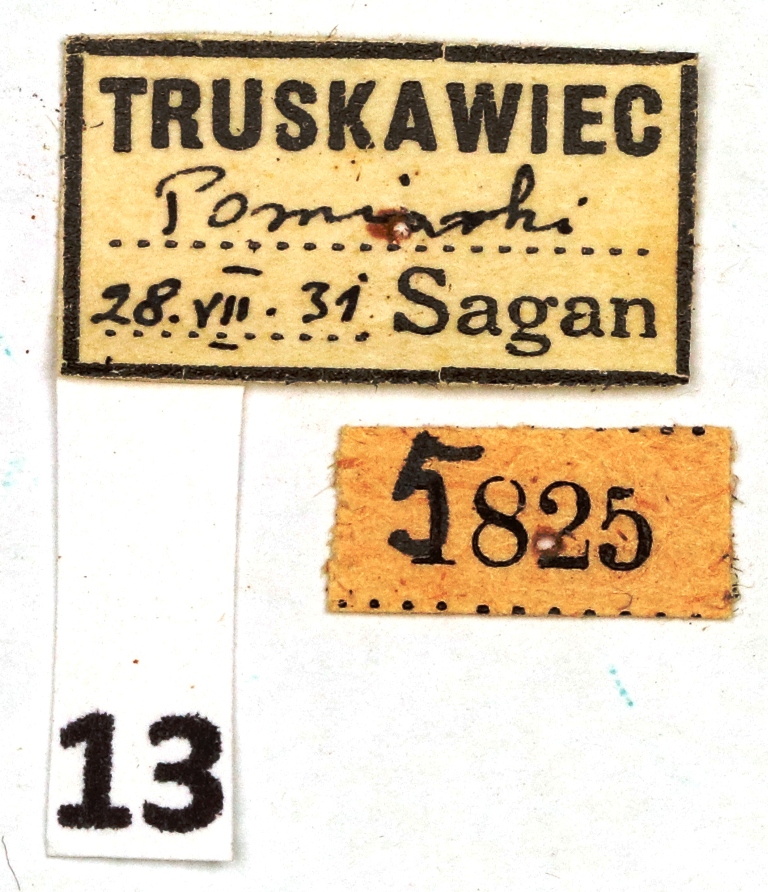 TRUSKAWIEC
Pomiarki
28.VII.31 Sagan
5825
13